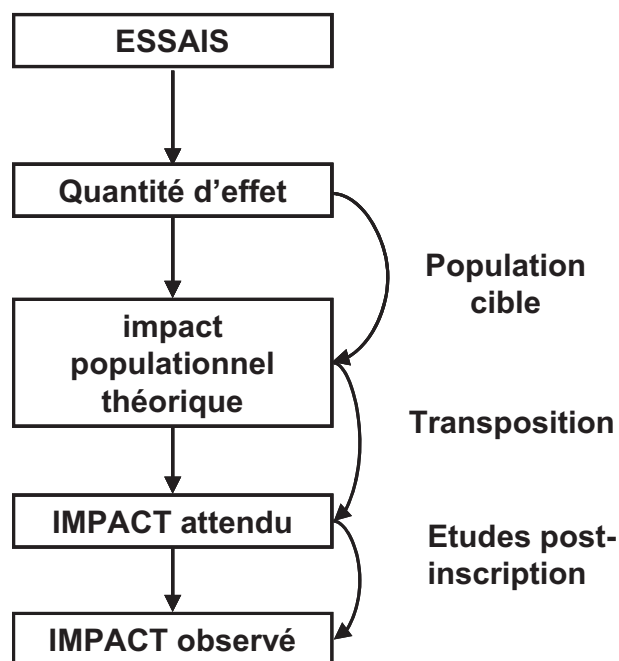 ESSAIS
Quantité d'effet
Population
cible
impact
populationnel
théorique
Transposition
IMPACT attendu
Etudes post-
inscription
IMPACT observé